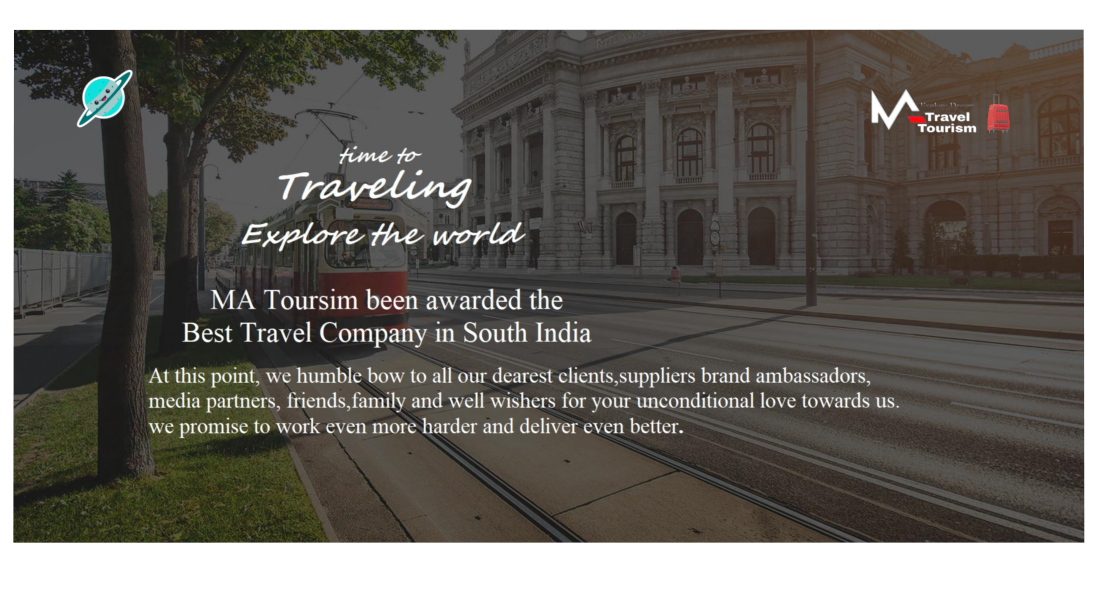 MA
Explore Dream
Travel
Tourism
time to
Traveling
Explore the world
MA Toursim been awarded the
Best Travel Company in South India
At this point, we humble bow to all our dearest clients,suppliers brand ambassadors,
media partners, friends,family and well wishers for your unconditional love towards us.
we promise to work even more harder and deliver even better.